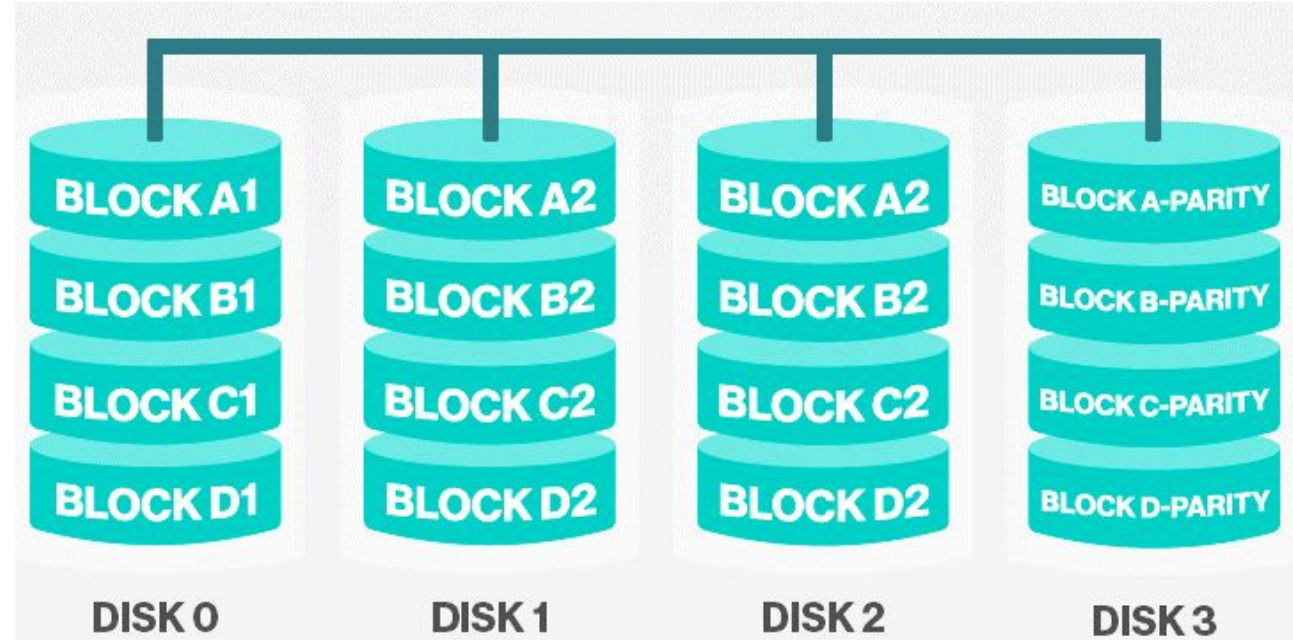 BLOCK A1 BLOCK A2 BLOCK A2 BLOCK A-PARITY
BLOCK B1 BLOCK B2 BLOCK B2 BLOCK B-PARITY
BLOCK C1 BLOCK C2 BLOCK C2 BLOCK C-PARITY
BLOCK D1 BLOCK D2 BLOCK D2 BLOCK D-PARITY
DISK 0 DISK 1 DISK 2 DISK 3